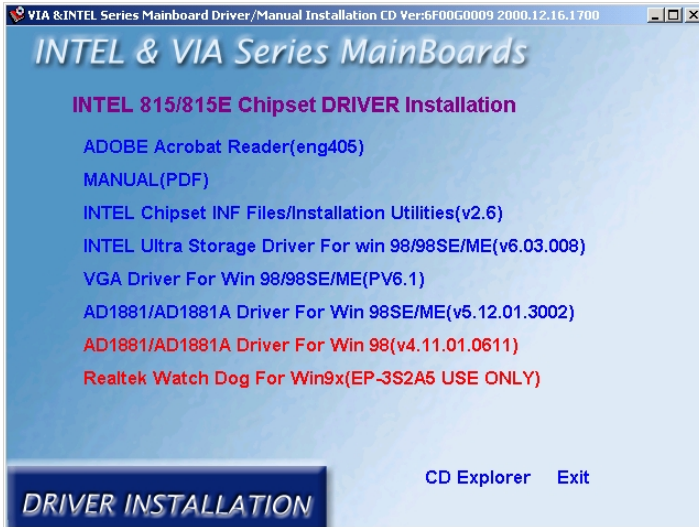 VIA &INTEL Series Mainboard Driver/Manual Installation CD Ver:6F00G0009 2000.12.16.1700
INTEL & VIA Series MainBoards
INTEL 815/815E Chipset DRIVER Installation
ADOBE Acrobat Reader(eng405)
MANUAL(PDF)
INTEL Chipset INF Files/Installation Utilities(v2.6)
INTEL Ultra Storage Driver For win 98/98SE/ME(v6.03.008)
VGA Driver For Win 98/98SE/ME(PV6.1)
AD1881/AD1881A Driver For Win 98SE/ME(v5.12.01.3002)
AD1881/AD1881A Driver For Win 98(v4.11.01.0611)
Realtek Watch Dog For Win9x(EP-3S2A5 USE ONLY)
CD Explorer Exit
DRIVER INSTALLATION